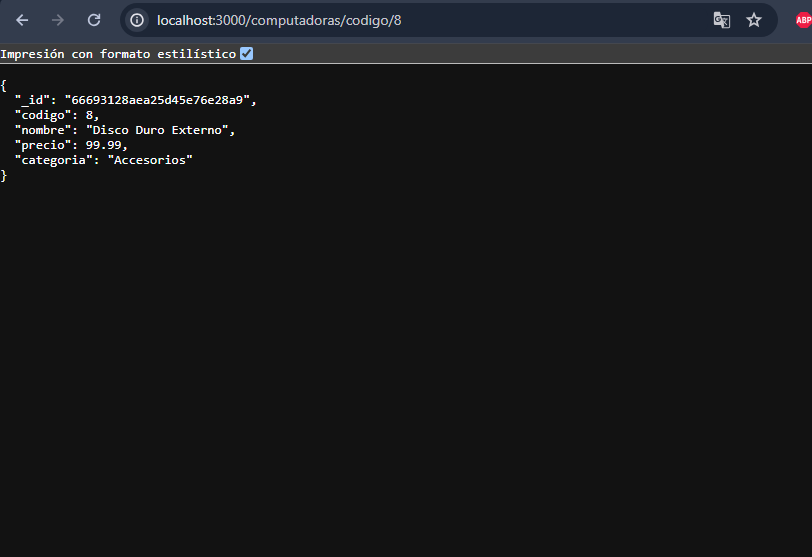 localhost:3000/computadoras/codigo/8
ABP
Impresión con formato estilístico
{
  "_id": "66693128aea25d45e76e28a9",
  "codigo": 8,
  "nombre": "Disco Duro Externo",
  "precio": 99.99,
  "categoria": "Accesorios"
}